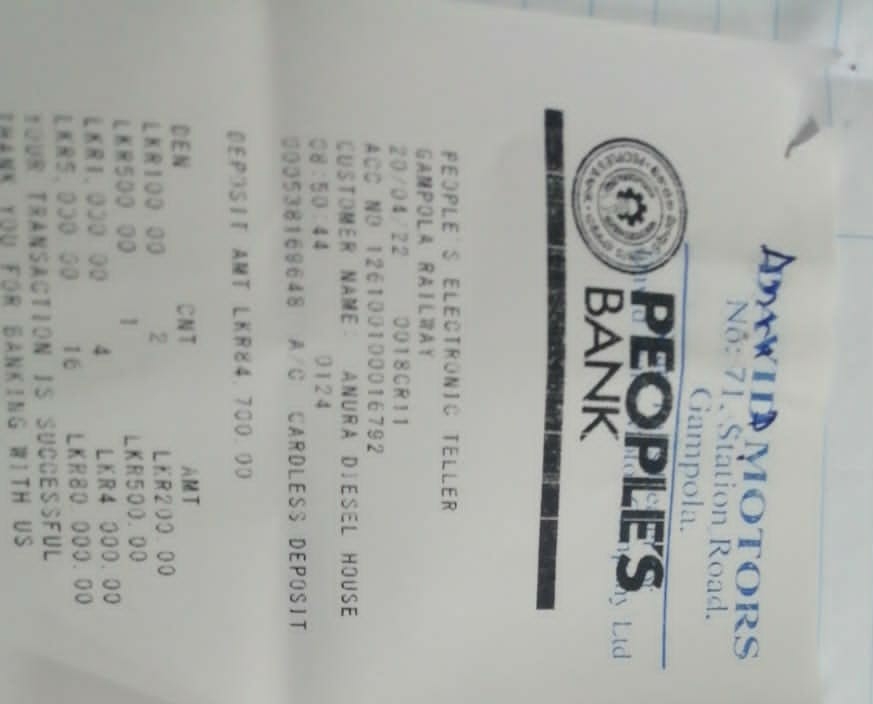 MOTORS
No: 71, Station Road,
Gampola.
PEOPLE'S
BANK
PEOPLE'S ELECTRONIC TELLER
GAMPOLA RAILWAY
20/04/22 0018CR11
ACC NO 126100100016792
CUSTOMER NAME: ANURA DIESEL HOUSE
08:50:44 0124
000538169648 A/C CARDLESS DEPOSIT
DEPOSIT AMT LKR84,700.00
DEN CNT AMT
LKR100.00 2 LKR200.00
LKR500.00 1 LKR500.00
LKR1,000.00 4 LKR4 000.00
LKR5,000.00 16 LKR80 000.00
YOUR TRANSACTION IS SUCCESSFUL
THANK YOU FOR BANKING WITH US